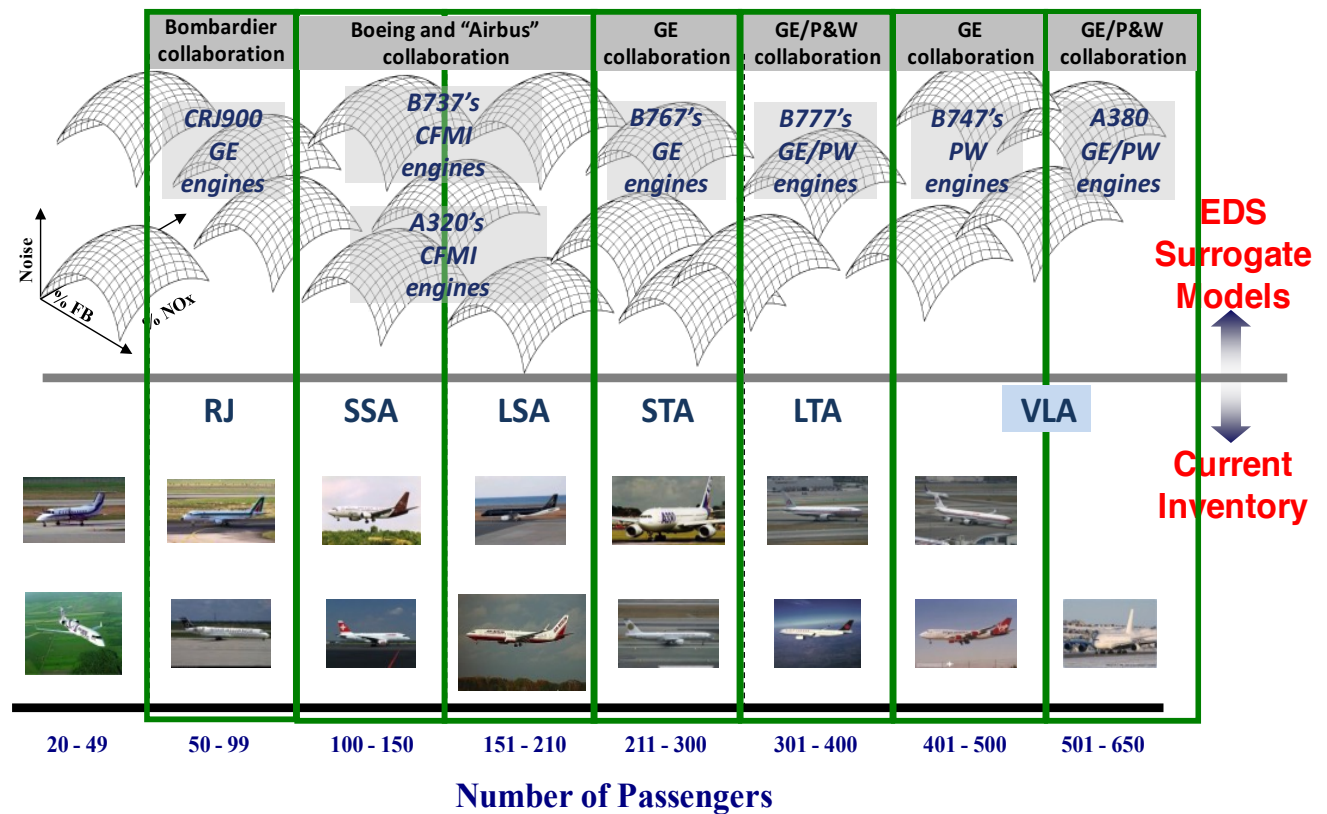 Bombardier
collaboration
Boeing and “Airbus”
collaboration
GE
collaboration
GE/P&W
collaboration
GE
collaboration
GE/P&W
collaboration
CRJ900
GE
engines
B737's
CFMI
engines
A320's
CFMI
engines
B767's
GE
engines
B777's
GE/PW
engines
B747's
PW
engines
A380
GE/PW
engines
Noise
% FB
% NOx
EDS
Surrogate
Models
RJ
SSA
LSA
STA
LTA
VLA
Current
Inventory
20 - 49
50 - 99
100 - 150
151 - 210
211 - 300
301 - 400
401 - 500
501 - 650
Number of Passengers